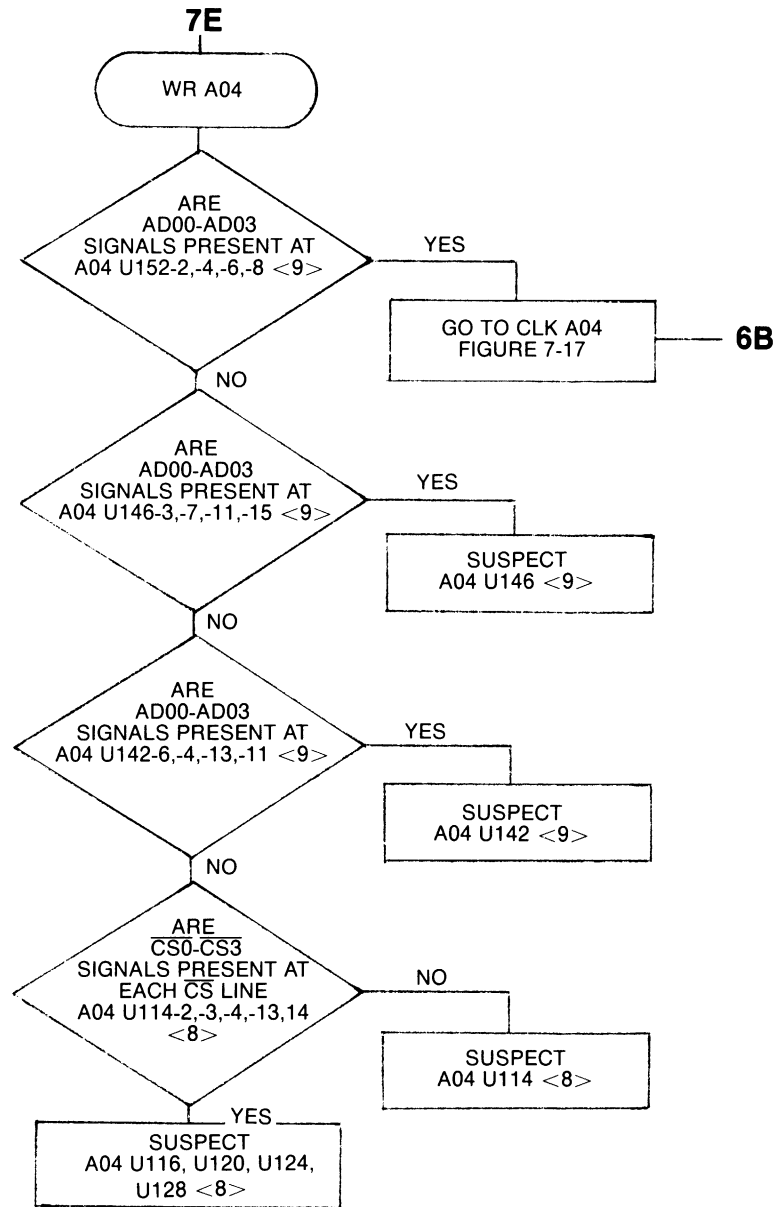 7E
WR A04
ARE
AD00-AD03
SIGNALS PRESENT AT
A04 U152-2,-4,-6,-8 <9>
YES
GO TO CLK A04
FIGURE 7-17
6B
NO
ARE
AD00-AD03
SIGNALS PRESENT AT
A04 U146-3,-7,-11,-15 <9>
YES
SUSPECT
A04 U146 <9>
NO
ARE
AD00-AD03
SIGNALS PRESENT AT
A04 U142-6,-4,-13,-11 <9>
YES
SUSPECT
A04 U142 <9>
NO
ARE
C̅S̅0̅-C̅S̅3̅
SIGNALS PRESENT AT
EACH C̅S̅ LINE
A04 U114-2,-3,-4,-13,14
<8>
NO
SUSPECT
A04 U114 <8>
YES
SUSPECT
A04 U116, U120, U124,
U128 <8>